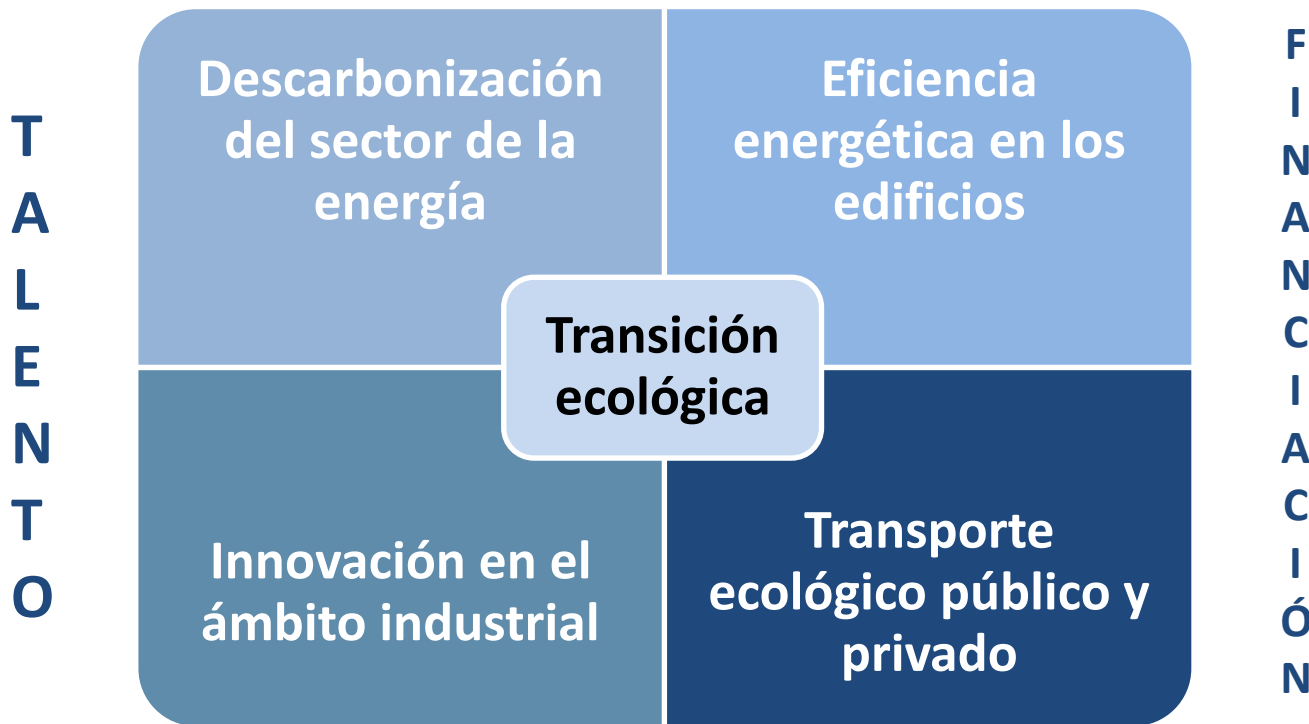 TALENTO
Descarbonización
del sector de la
energía
Eficiencia
energética en los
edificios
Transición
ecológica
Innovación en el
ámbito industrial
Transporte
ecológico público y
privado
FINANCIACIÓN